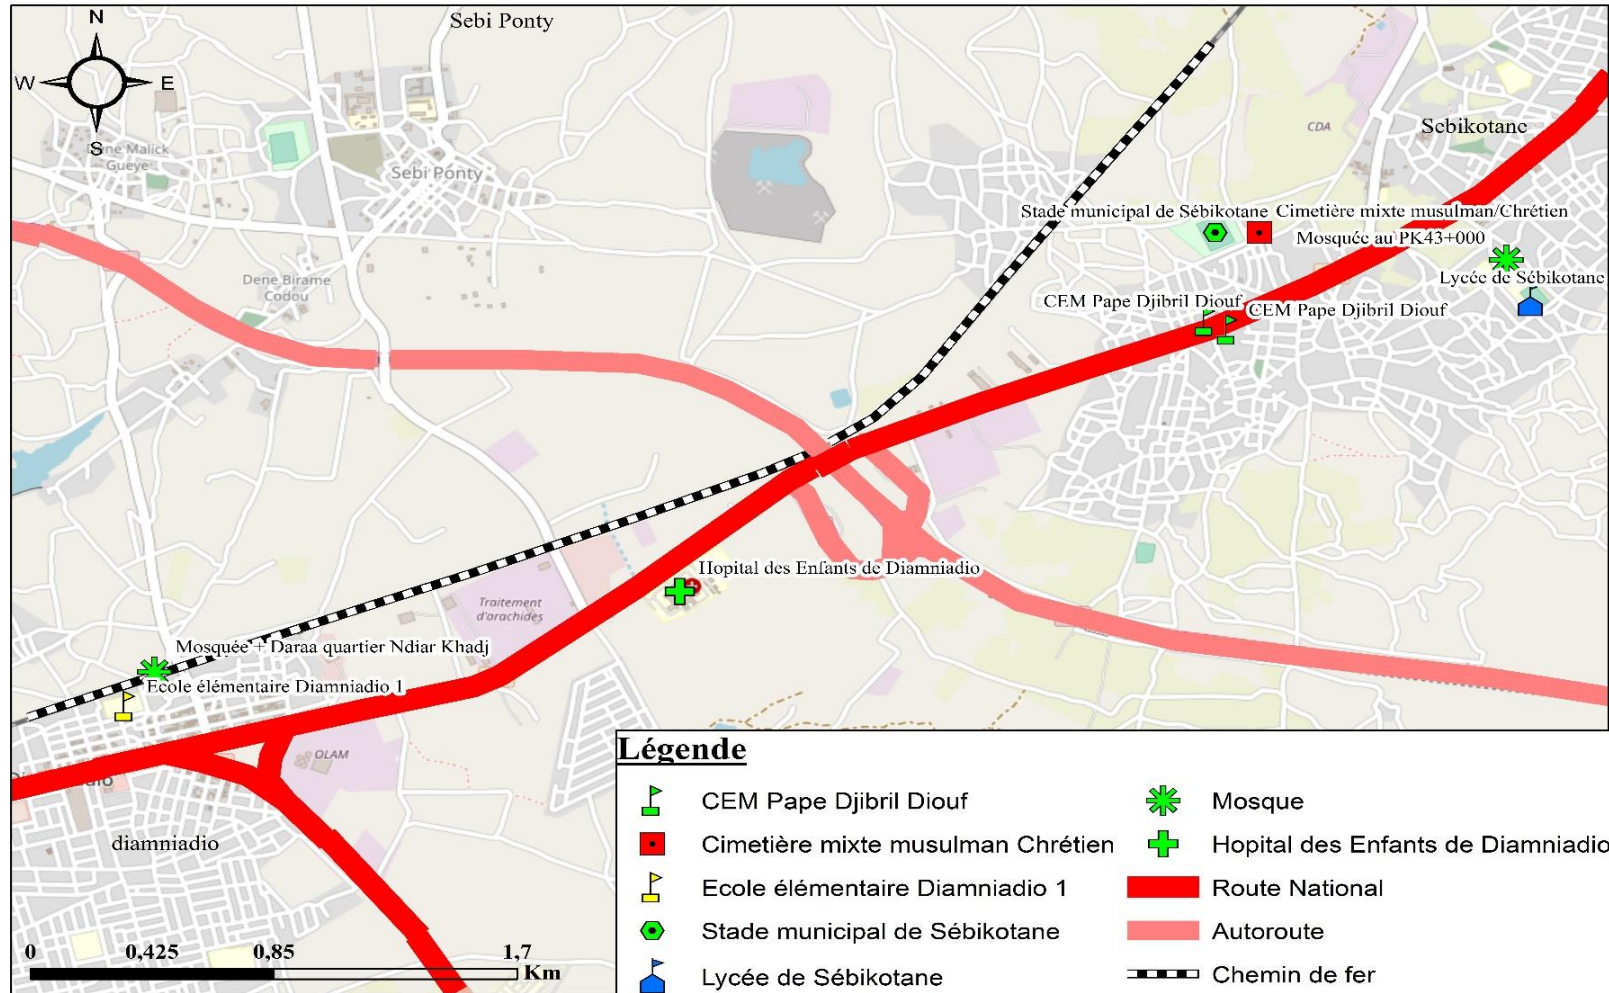 N
Sebi Ponty
W
E
S
Dene Malick
Gueye
Sebi Ponty
CDA
Sebikotane
Stade municipal de Sébikotane
Cimetière mixte musulman/Chrétien
Mosquée au PK43+000
Dene Birame
Codou
Lycée de Sébikotane
CEM Pape Djibril Diouf
CEM Pape Djibril Diouf
Hopital des Enfants de Diamniadio
Traitement
d'arachides
Mosquée + Daraa quartier Ndiar Khadj
Ecole élémentaire Diamniadio 1
OLAM
diamniadio
0
0,425
0,85
1,7
Km
Légende
CEM Pape Djibril Diouf
Cimetière mixte musulman Chrétien
Ecole élémentaire Diamniadio 1
Stade municipal de Sébikotane
Lycée de Sébikotane
Mosque
Hopital des Enfants de Diamniadio
Route National
Autoroute
Chemin de fer